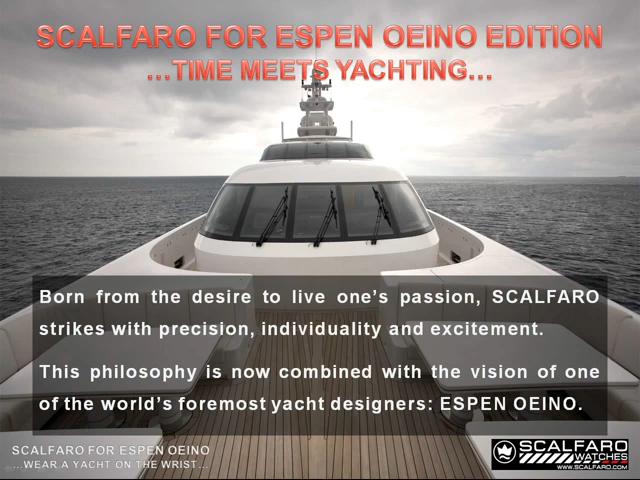 SCALFARO FOR ESPEN OEINO EDITION
…TIME MEETS YACHTING…
Born from the desire to live one’s passion, SCALFARO
strikes with precision, individuality and excitement.
This philosophy is now combined with the vision of one
of the world’s foremost yacht designers: ESPEN OEINO.
SCALFARO FOR ESPEN OEINO
…WEAR A YACHT ON THE WRIST…
SCALFARO
WATCHES
WWW.SCALFARO.COM